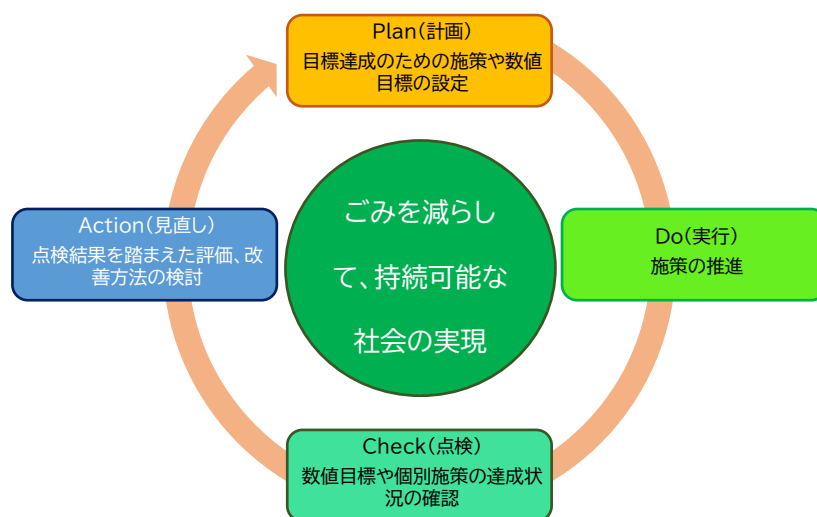 Plan(計画)
目標達成のための施策や数値
目標の設定
Action(見直し)
点検結果を踏まえた評価、改
善方法の検討
ごみを減らし
て、持続可能な
社会の実現
Do(実行)
施策の推進
Check(点検)
数値目標や個別施策の達成状
況の確認